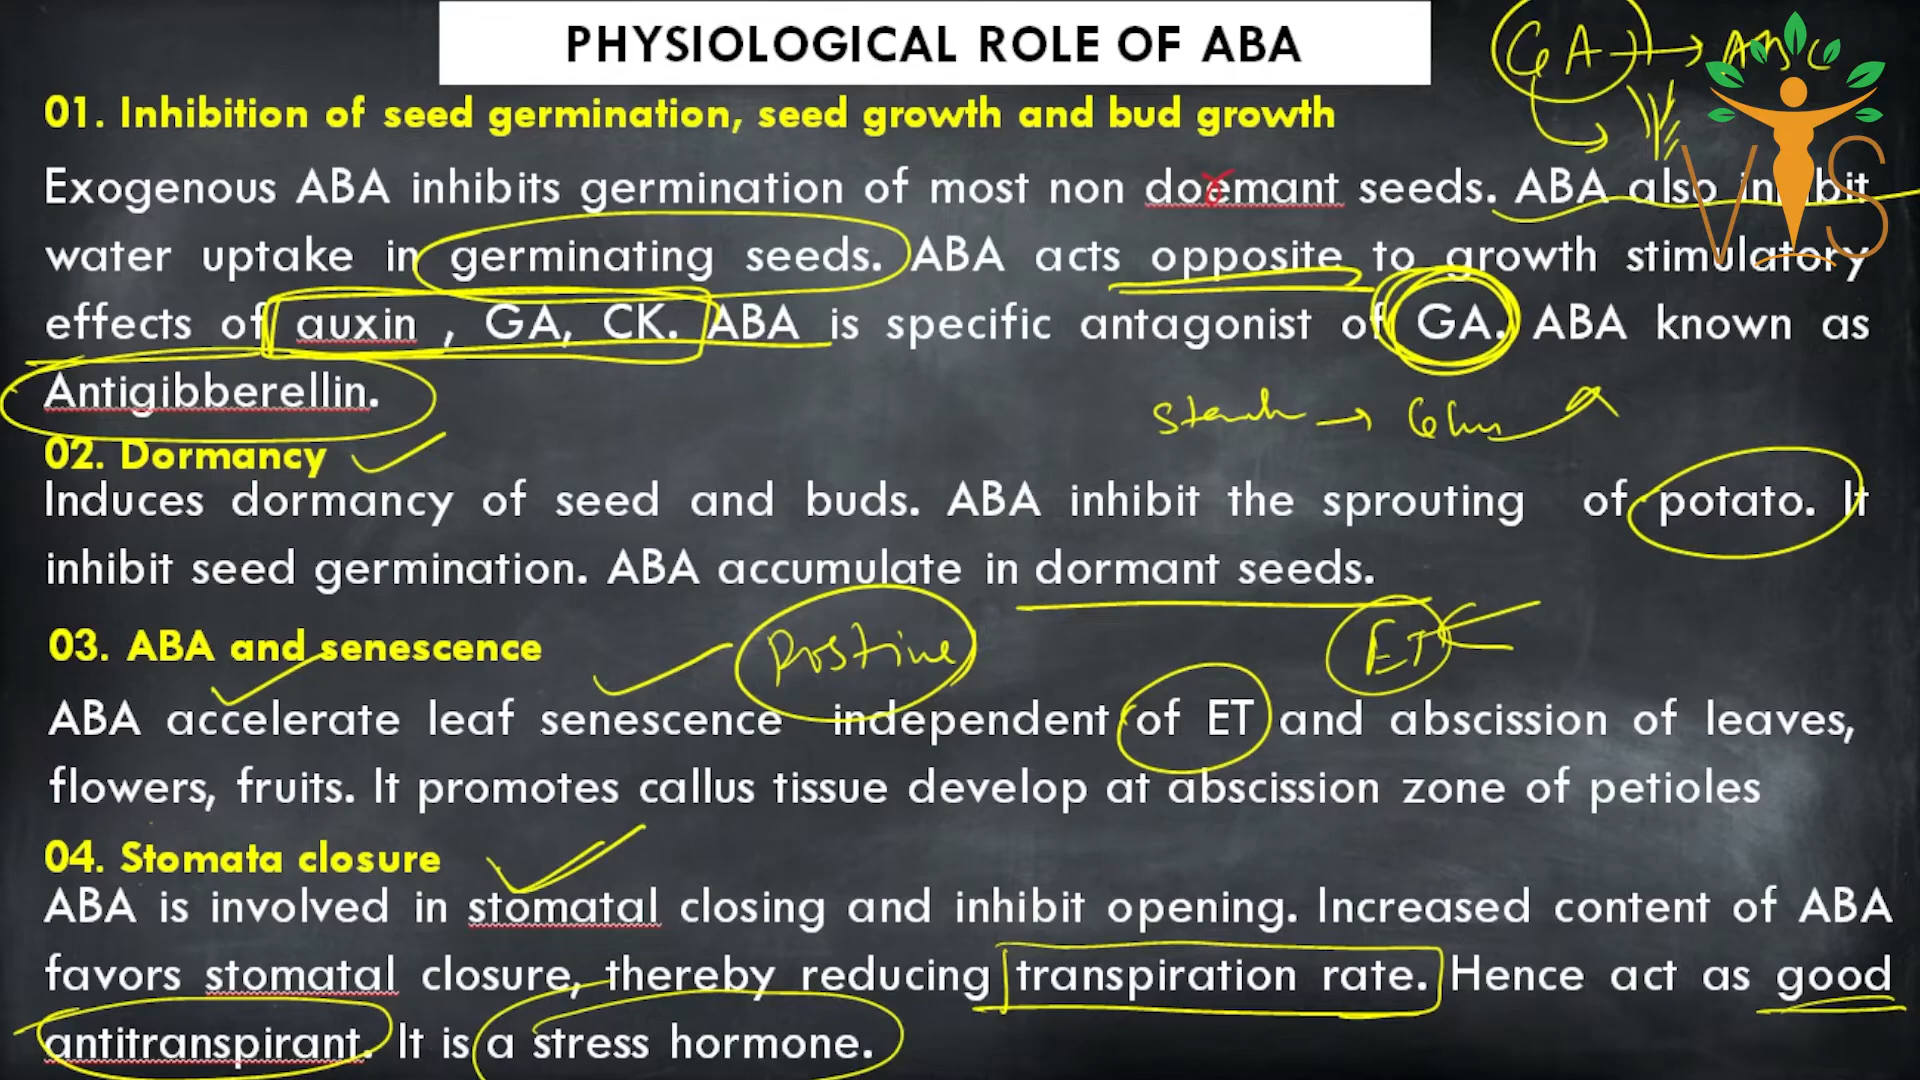 PHYSIOLOGICAL ROLE OF ABA
GA →
01. Inhibition of seed germination, seed growth and bud growth
Exogenous ABA inhibits germination of most non doemant seeds. ABA also inhibit
water uptake in germinating seeds. ABA acts opposite to growth stimulatory
effects of auxin , GA, CK. ABA is specific antagonist of GA. ABA known as
Antigibberellin.
Starch → Glu
02. Dormancy
Induces dormancy of seed and buds. ABA inhibit the sprouting of potato. It
inhibit seed germination. ABA accumulate in dormant seeds.
03. ABA and senescence
ET
ABA accelerate leaf senescence independent of ET and abscission of leaves,
flowers, fruits. It promotes callus tissue develop at abscission zone of petioles
04. Stomata closure
ABA is involved in stomatal closing and inhibit opening. Increased content of ABA
favors stomatal closure, thereby reducing transpiration rate. Hence act as good
antitranspirant. It is a stress hormone.
VIS